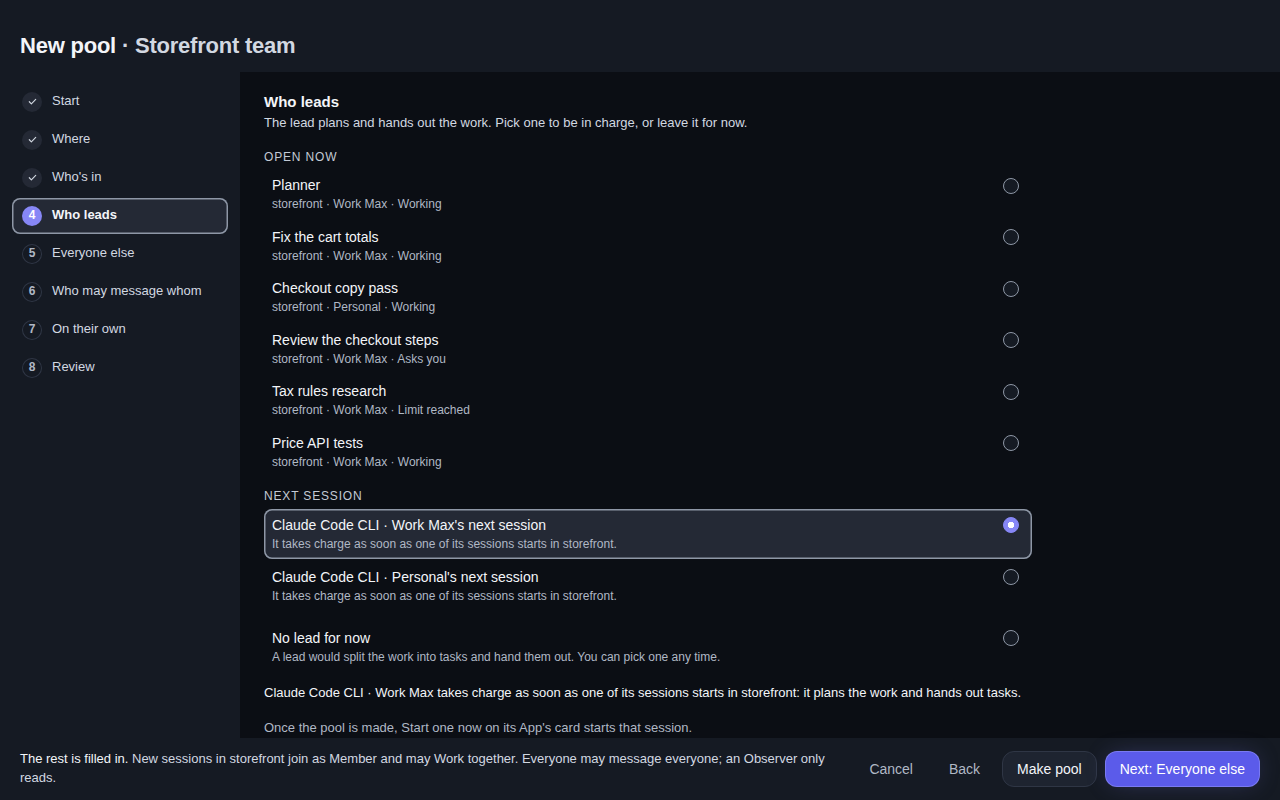 New pool · Storefront team
Start
Where
Who's in
4 Who leads
5 Everyone else
6 Who may message whom
7 On their own
8 Review
Who leads
The lead plans and hands out the work. Pick one to be in charge, or leave it for now.
OPEN NOW
Planner
storefront · Work Max · Working
Fix the cart totals
storefront · Work Max · Working
Checkout copy pass
storefront · Personal · Working
Review the checkout steps
storefront · Work Max · Asks you
Tax rules research
storefront · Work Max · Limit reached
Price API tests
storefront · Work Max · Working
NEXT SESSION
Claude Code CLI · Work Max's next session
It takes charge as soon as one of its sessions starts in storefront.
Claude Code CLI · Personal's next session
It takes charge as soon as one of its sessions starts in storefront.
No lead for now
A lead would split the work into tasks and hand them out. You can pick one any time.
Claude Code CLI · Work Max takes charge as soon as one of its sessions starts in storefront: it plans the work and hands out tasks.
Once the pool is made, Start one now on its App's card starts that session.
The rest is filled in. New sessions in storefront join as Member and may Work together. Everyone may message everyone; an Observer only
reads.
Cancel
Back
Make pool
Next: Everyone else